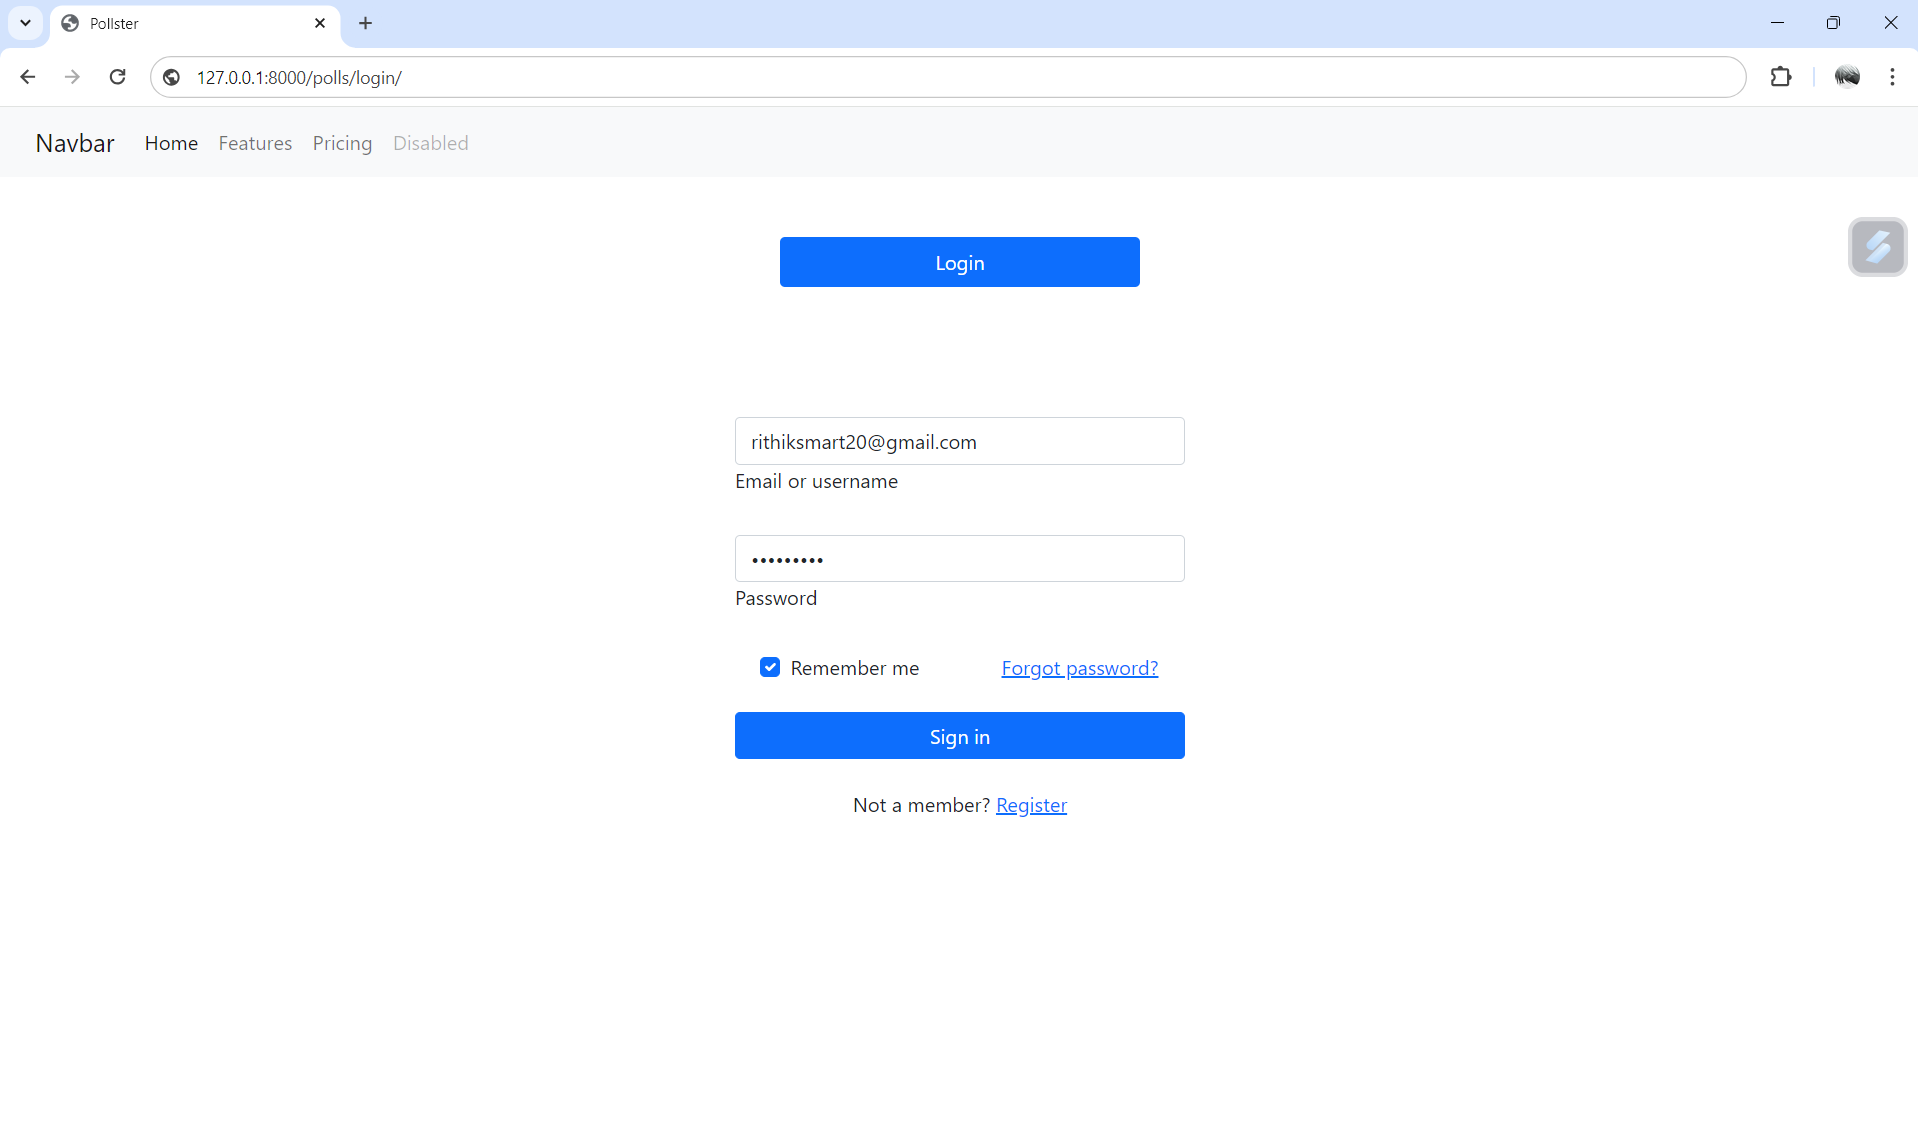 Pollster
127.0.0.1:8000/polls/login/
Navbar Home Features Pricing Disabled
Login
rithiksmart20@gmail.com
Email or username
•••••••••
Password
Remember me Forgot password?
Sign in
Not a member? Register